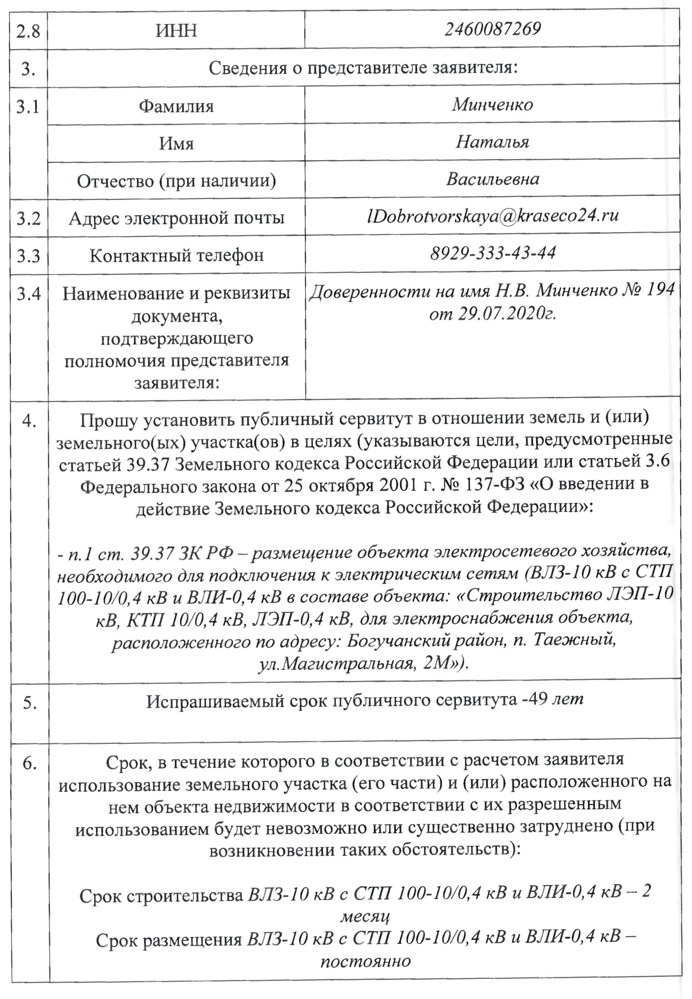 2.8 ИНН 2460087269
3. Сведения о представителе заявителя:
3.1 Фамилия Минченко
Имя Наталья
Отчество (при наличии) Васильевна
3.2 Адрес электронной почты lDobrotvorskaya@kraseco24.ru
3.3 Контактный телефон 8929-333-43-44
3.4 Наименование и реквизиты
документа,
подтверждающего
полномочия представителя
заявителя:
Доверенности на имя Н.В. Минченко № 194
от 29.07.2020г.
4. Прошу установить публичный сервитут в отношении земель и (или)
земельного(ых) участка(ов) в целях (указываются цели, предусмотренные
статьей 39.37 Земельного кодекса Российской Федерации или статьей 3.6
Федерального закона от 25 октября 2001 г. № 137-ФЗ «О введении в
действие Земельного кодекса Российской Федерации»:
- п.1 ст. 39.37 ЗК РФ – размещение объекта электросетевого хозяйства,
необходимого для подключения к электрическим сетям (ВЛЗ-10 кВ с СТП
100-10/0,4 кВ и ВЛИ-0,4 кВ в составе объекта: «Строительство ЛЭП-10
кВ, КТП 10/0,4 кВ, ЛЭП-0,4 кВ, для электроснабжения объекта,
расположенного по адресу: Богучанский район, п. Таежный,
ул.Магистральная, 2М»).
5. Испрашиваемый срок публичного сервитута -49 лет
6. Срок, в течение которого в соответствии с расчетом заявителя
использование земельного участка (его части) и (или) расположенного на
нем объекта недвижимости в соответствии с их разрешенным
использованием будет невозможно или существенно затруднено (при
возникновении таких обстоятельств):
Срок строительства ВЛЗ-10 кВ с СТП 100-10/0,4 кВ и ВЛИ-0,4 кВ – 2
месяц
Срок размещения ВЛЗ-10 кВ с СТП 100-10/0,4 кВ и ВЛИ-0,4 кВ –
постоянно